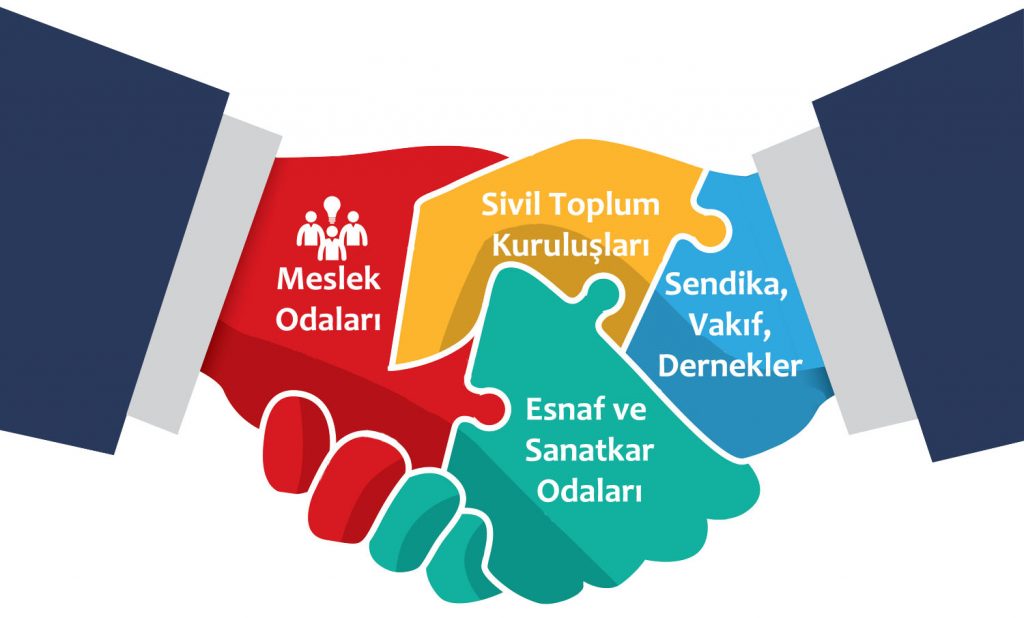 Meslek
Odaları
Sivil Toplum
Kuruluşları
Sendika,
Vakıf,
Dernekler
Esnaf ve
Sanatkar
Odaları